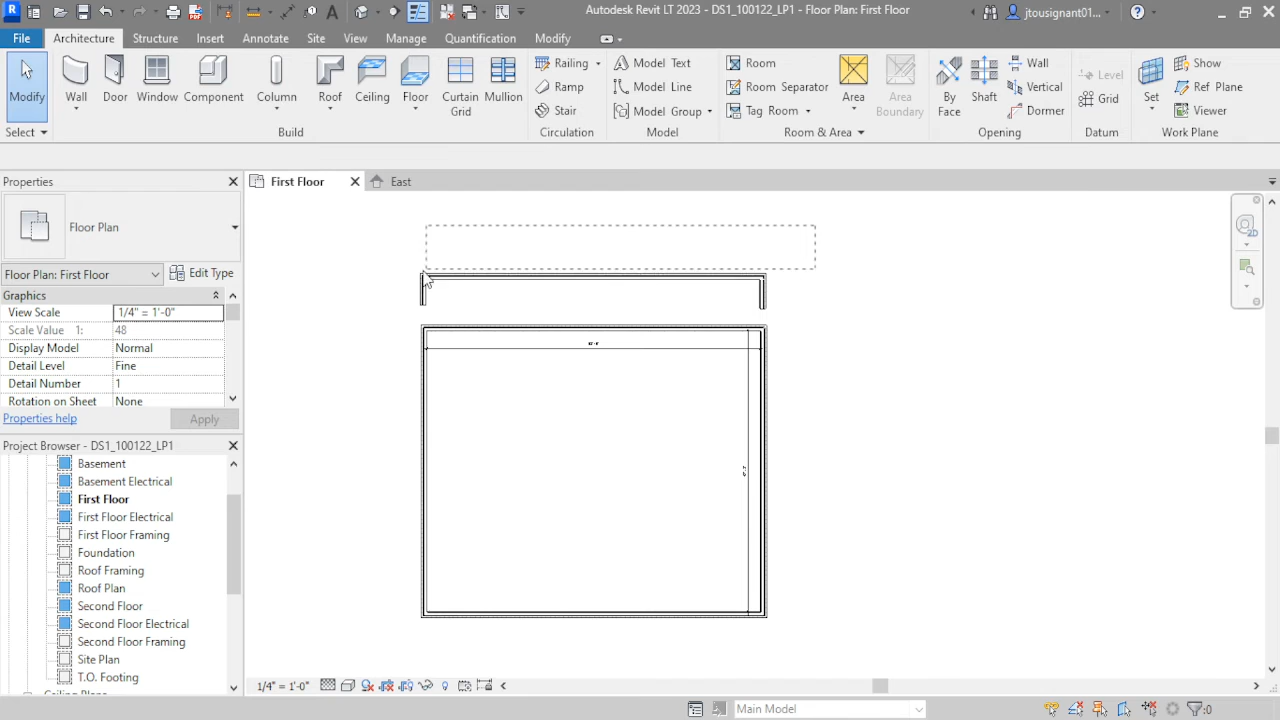 Autodesk Revit LT 2023 - DS1_100122_LP1 - Floor Plan: First Floor
jtousignant01...
File Architecture Structure Insert Annotate Site View Manage Quantification Modify
Modify Wall Door Window Component Column Roof Ceiling Floor Curtain Grid Mullion
Railing
Ramp
Stair
Model Text
Model Line
Model Group
Room
Room Separator
Tag Room
Area
Area Boundary
By Face
Shaft
Wall
Vertical
Dormer
Level
Grid
Set
Show
Ref Plane
Viewer
Select Build Circulation Model Room & Area Opening Datum Work Plane
Properties
First Floor
East
Floor Plan
Floor Plan: First Floor
Edit Type
Graphics
View Scale 1/4" = 1'-0"
Scale Value 1: 48
Display Model Normal
Detail Level Fine
Detail Number 1
Rotation on Sheet None
Properties help
Apply
Project Browser - DS1_100122_LP1
Basement
Basement Electrical
First Floor
First Floor Electrical
First Floor Framing
Foundation
Roof Framing
Roof Plan
Second Floor
Second Floor Electrical
Second Floor Framing
Site Plan
T.O. Footing
Ceiling Plans
2D
1/4" = 1'-0"
Main Model
:0